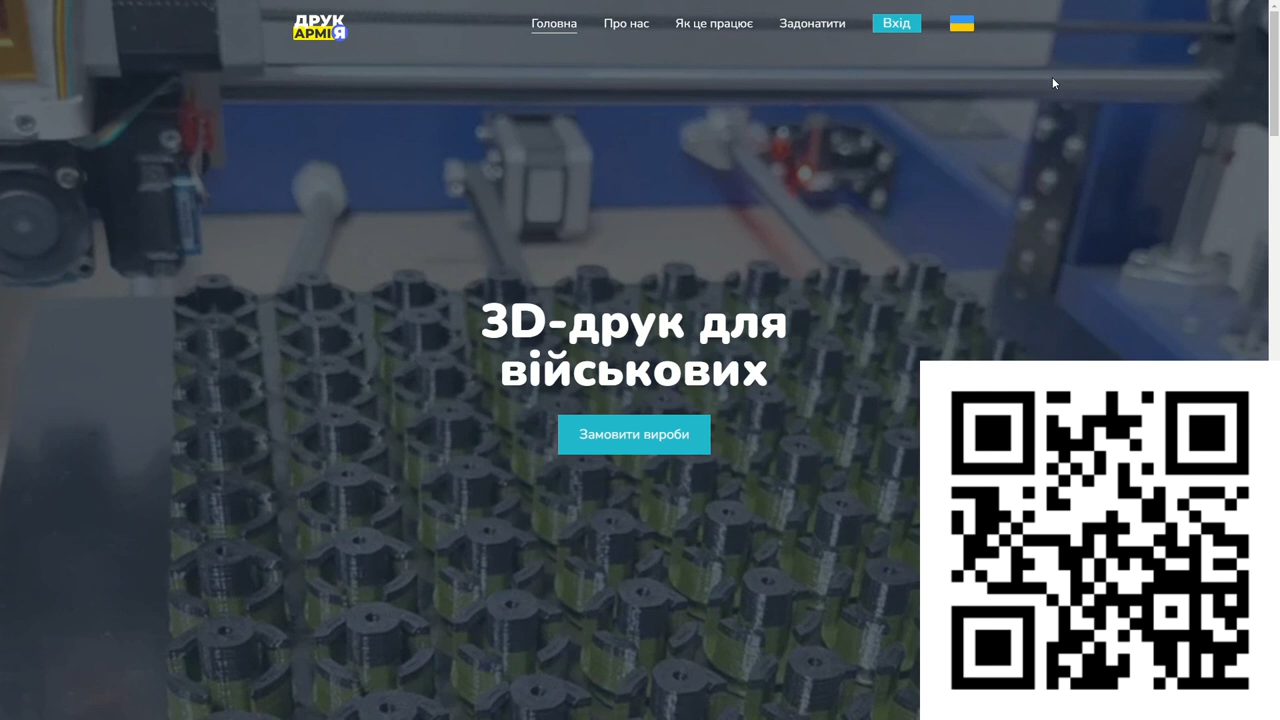 ДРУК
АРМІЯ
Головна
Про нас
Як це працює
Задонатити
Вхід
3D-друк для
військових
Замовити вироби